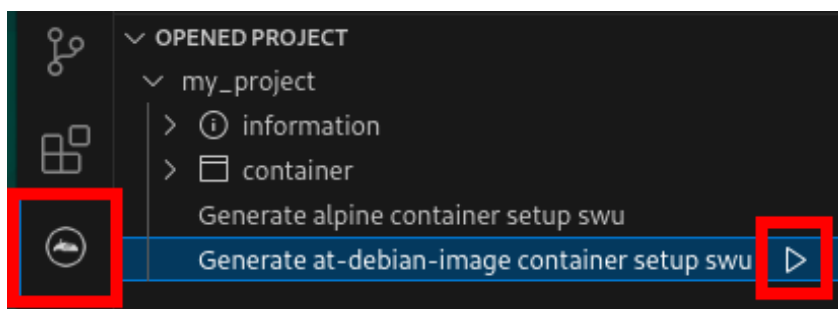 OPENED PROJECT
my_project
information
container
Generate alpine container setup swu
Generate at-debian-image container setup swu